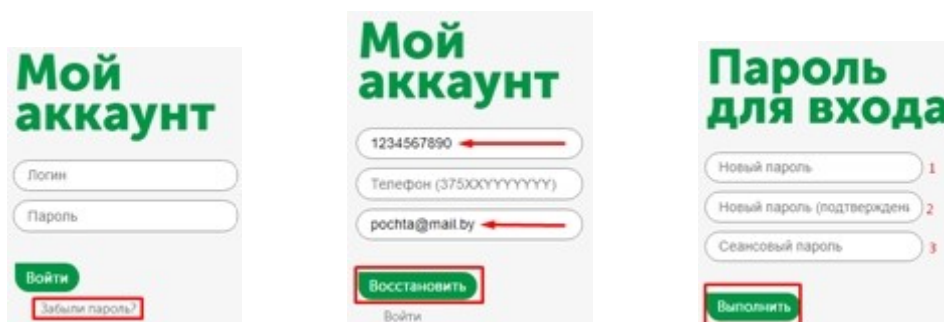 Мой
аккаунт
Логин
Пароль
Войти
Забыли пароль?
Мой
аккаунт
1234567890
Телефон (375XXYYYYYYY)
pochta@mail.by
Восстановить
Войти
Пароль
для входа
Новый пароль 1
Новый пароль (подтвержден 2
Сеансовый пароль 3
Выполнить